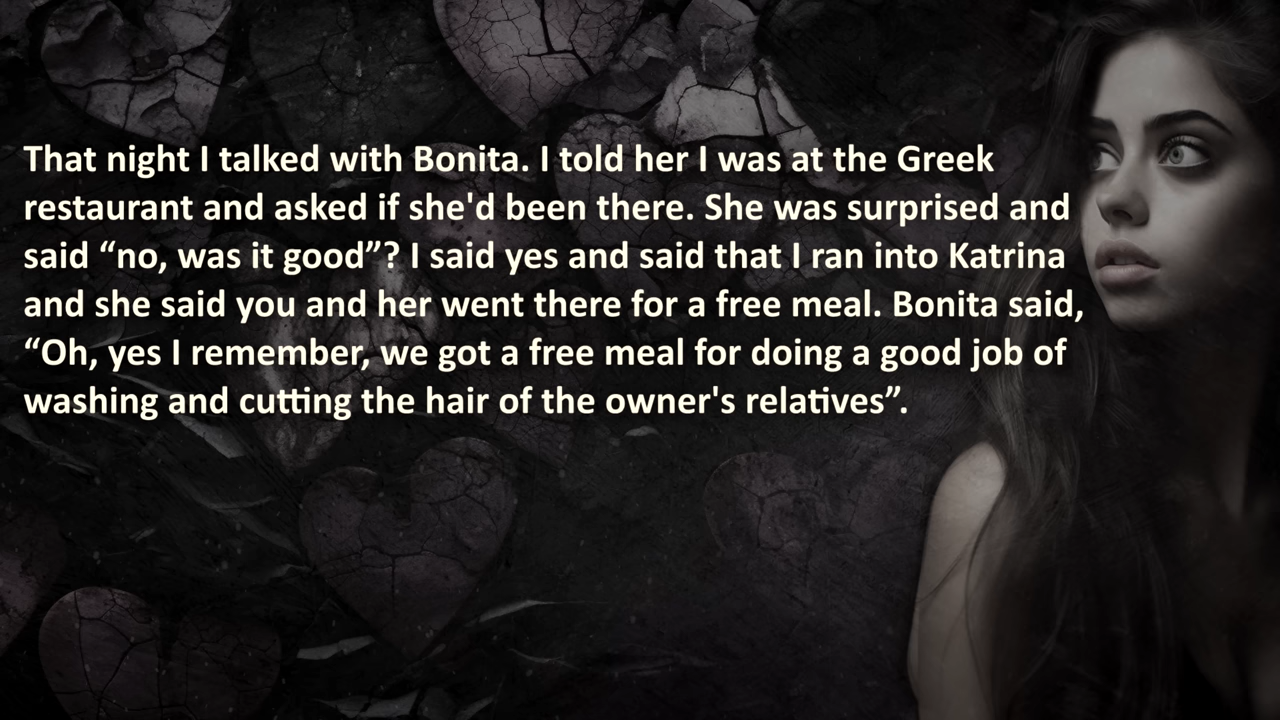 That night I talked with Bonita. I told her I was at the Greek
restaurant and asked if she'd been there. She was surprised and
said “no, was it good”? I said yes and said that I ran into Katrina
and she said you and her went there for a free meal. Bonita said,
“Oh, yes I remember, we got a free meal for doing a good job of
washing and cutting the hair of the owner's relatives”.